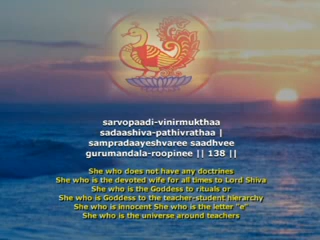 sarvopaadi-vinirmukthaa
sadaashiva-pathivrathaa |
sampradaayeshvaree saadhvee
gurumandala-roopinee || 138 ||
She who does not have any doctrines
She who is the devoted wife for all times to Lord Shiva
She who is the Goddess to rituals or
She who is Goddess to the teacher-student hierarchy
She who is innocent She who is the letter "e"
She who is the universe around teachers